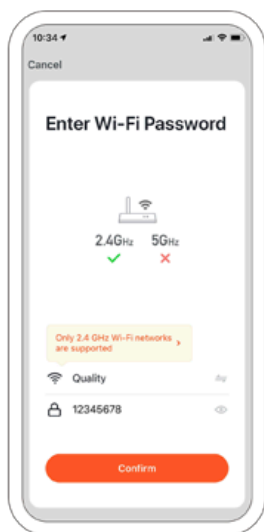 10:34
Cancel
Enter Wi-Fi Password
2.4GHz 5GHz
Only 2.4 GHz Wi-Fi networks
are supported
Quality
12345678
Confirm